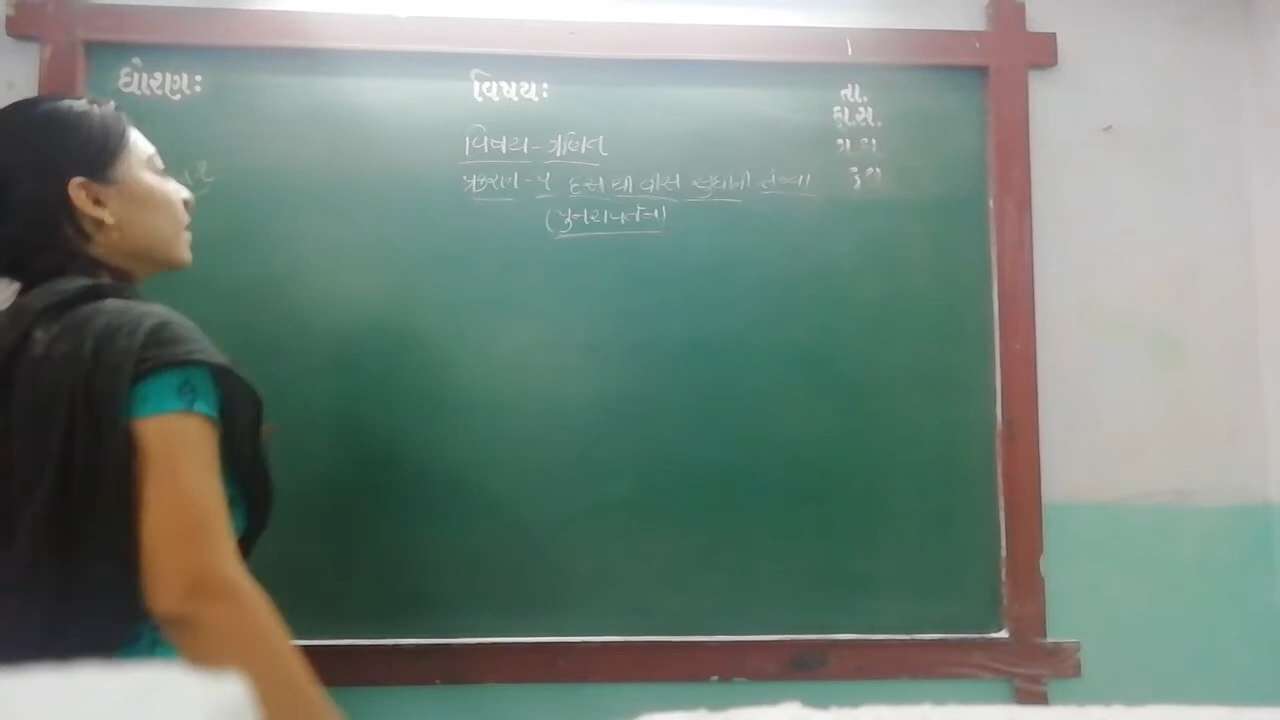 ધોરણ: વિષય: તા.
કા.સ.
વિષય - ગણિત ગ.ય
પ્રકરણ - ૫ દસ થી વીસ સુધીની સંખ્યા
(પુનરાવર્તન)